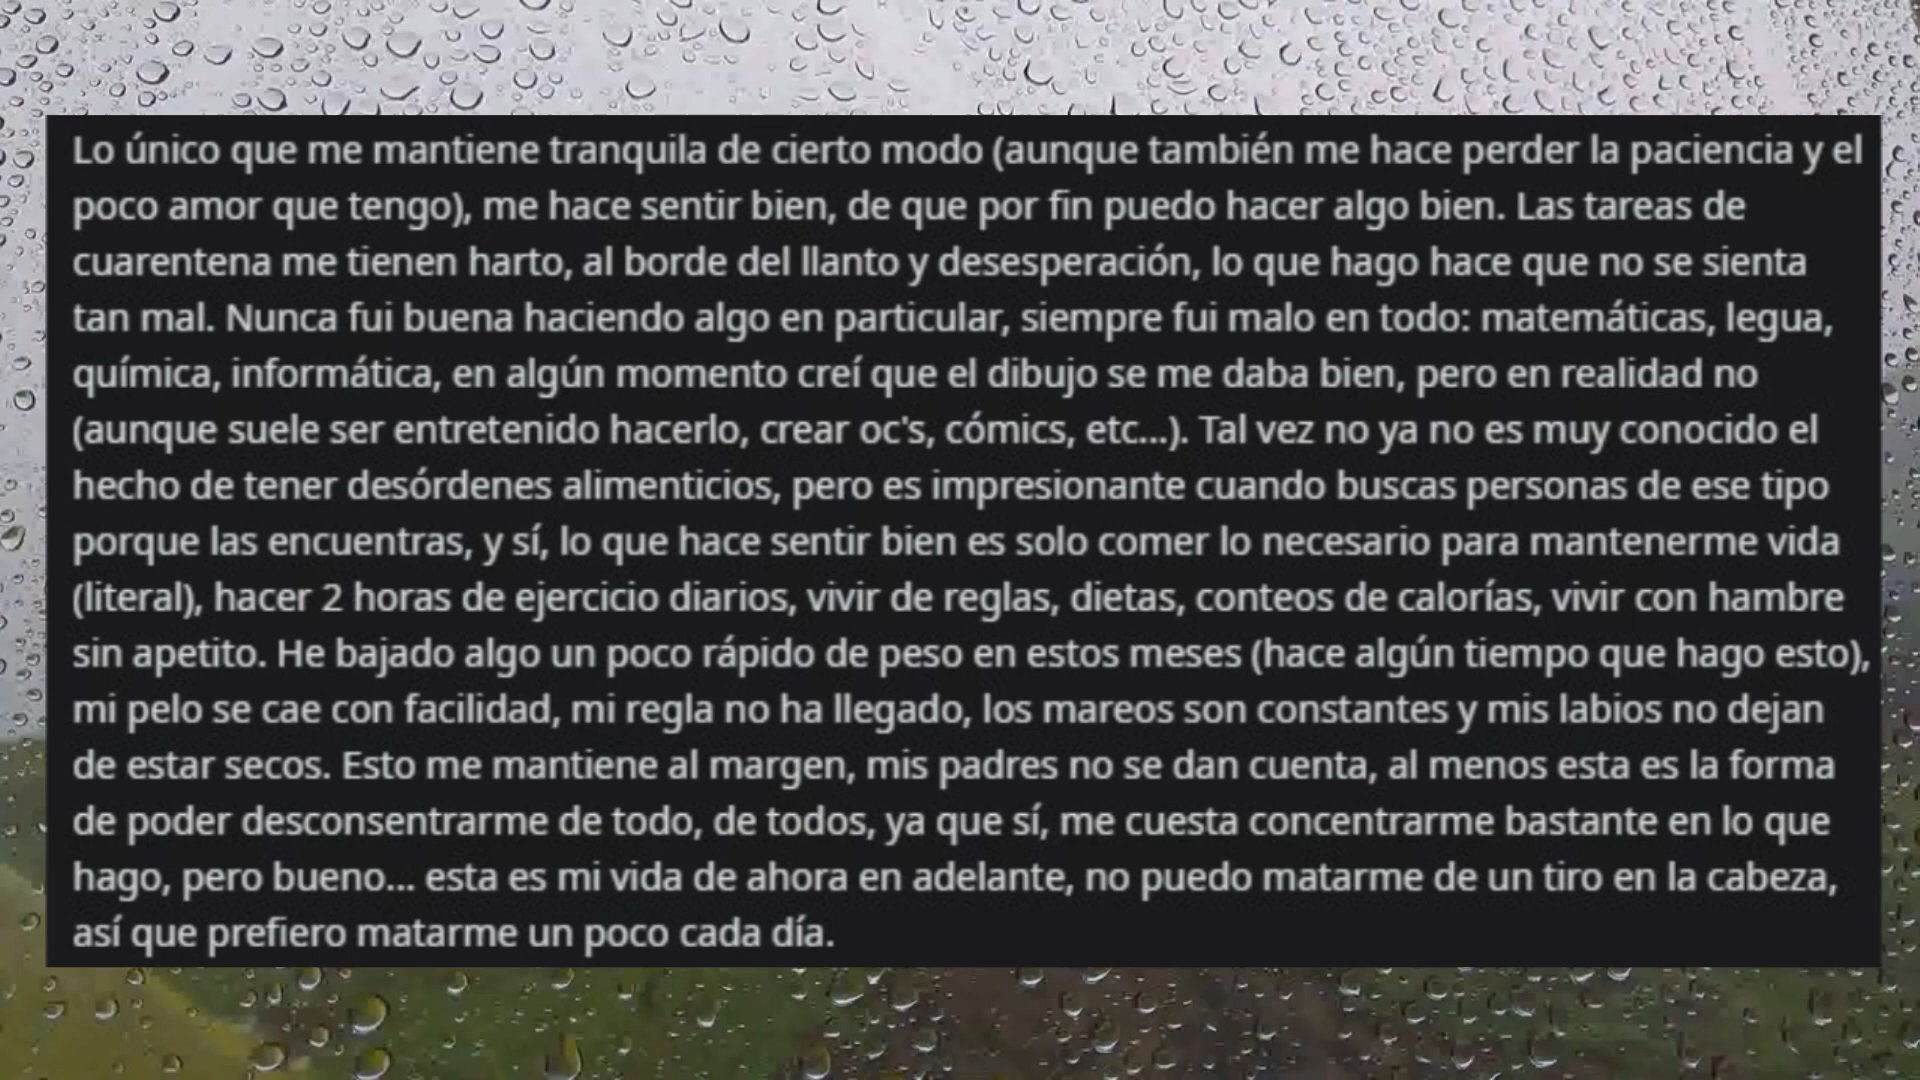 Lo único que me mantiene tranquila de cierto modo (aunque también me hace perder la paciencia y el
poco amor que tengo), me hace sentir bien, de que por fin puedo hacer algo bien. Las tareas de
cuarentena me tienen harto, al borde del llanto y desesperación, lo que hago hace que no se sienta
tan mal. Nunca fui buena haciendo algo en particular, siempre fui malo en todo: matemáticas, legua,
química, informática, en algún momento creí que el dibujo se me daba bien, pero en realidad no
(aunque suele ser entretenido hacerlo, crear oc's, cómics, etc...). Tal vez no ya no es muy conocido el
hecho de tener desórdenes alimenticios, pero es impresionante cuando buscas personas de ese tipo
porque las encuentras, y sí, lo que hace sentir bien es solo comer lo necesario para mantenerme vida
(literal), hacer 2 horas de ejercicio diarios, vivir de reglas, dietas, conteos de calorías, vivir con hambre
sin apetito. He bajado algo un poco rápido de peso en estos meses (hace algún tiempo que hago esto),
mi pelo se cae con facilidad, mi regla no ha llegado, los mareos son constantes y mis labios no dejan
de estar secos. Esto me mantiene al margen, mis padres no se dan cuenta, al menos esta es la forma
de poder desconsentrarme de todo, de todos, ya que sí, me cuesta concentrarme bastante en lo que
hago, pero bueno... esta es mi vida de ahora en adelante, no puedo matarme de un tiro en la cabeza,
así que prefiero matarme un poco cada día.